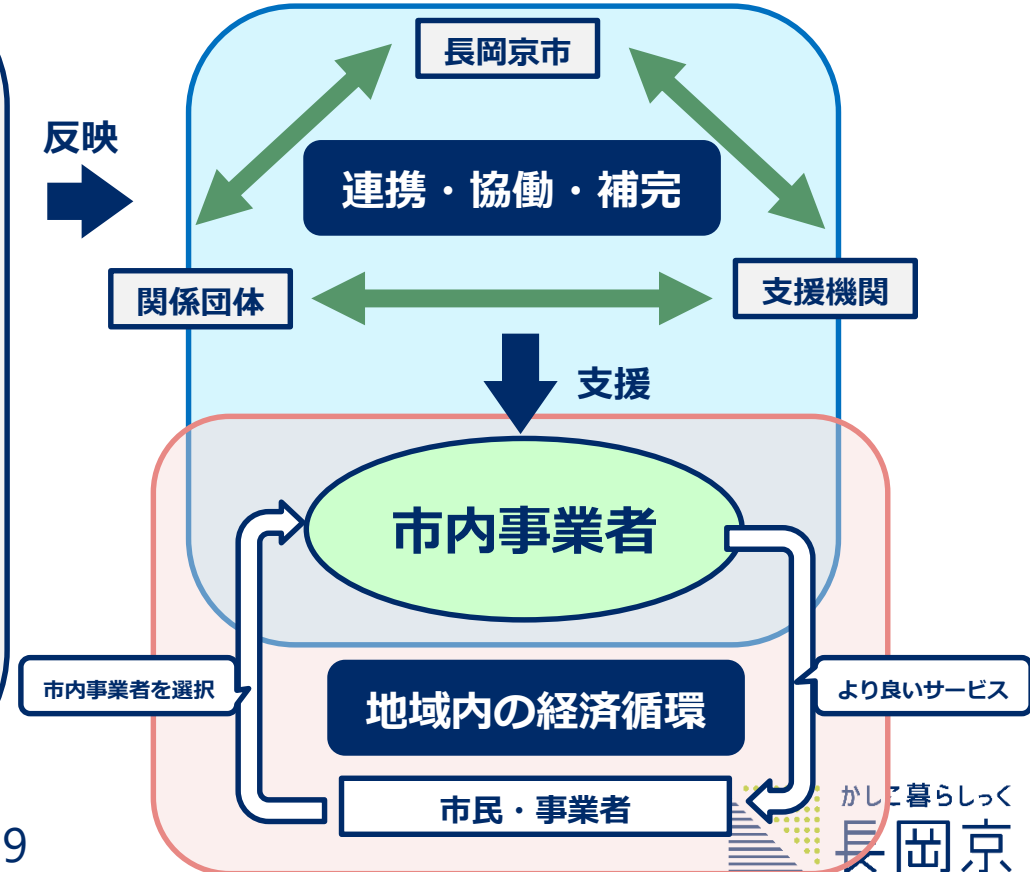 長岡京市
反映
連携・協働・補完
関係団体
支援機関
支援
市内事業者
市内事業者を選択
より良いサービス
地域内の経済循環
市民・事業者
かしこ暮らしっく
長岡京
9